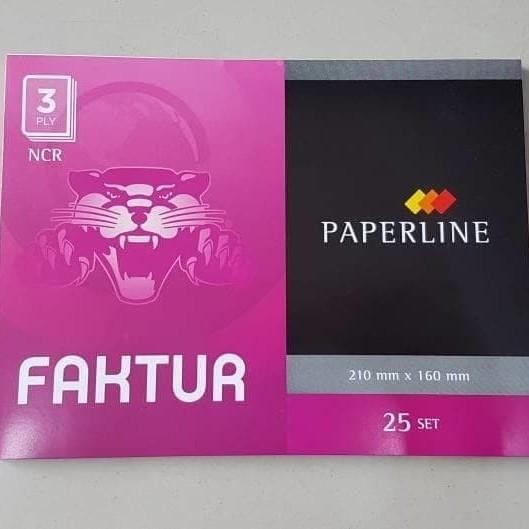 3
PLY
NCR
FAKTUR
PAPERLINE
210 mm x 160 mm
25 SET